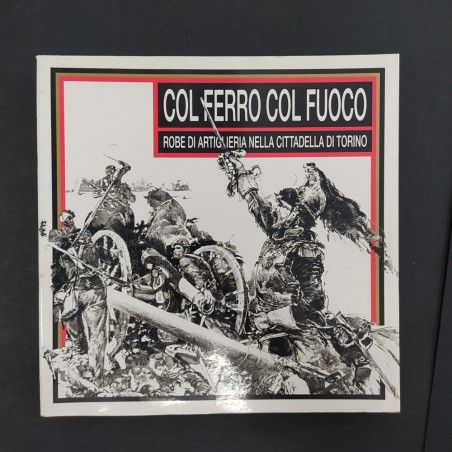 COL FERRO COL FUOCO
ROBE DI ARTIGLIERIA NELLA CITTADELLA DI TORINO